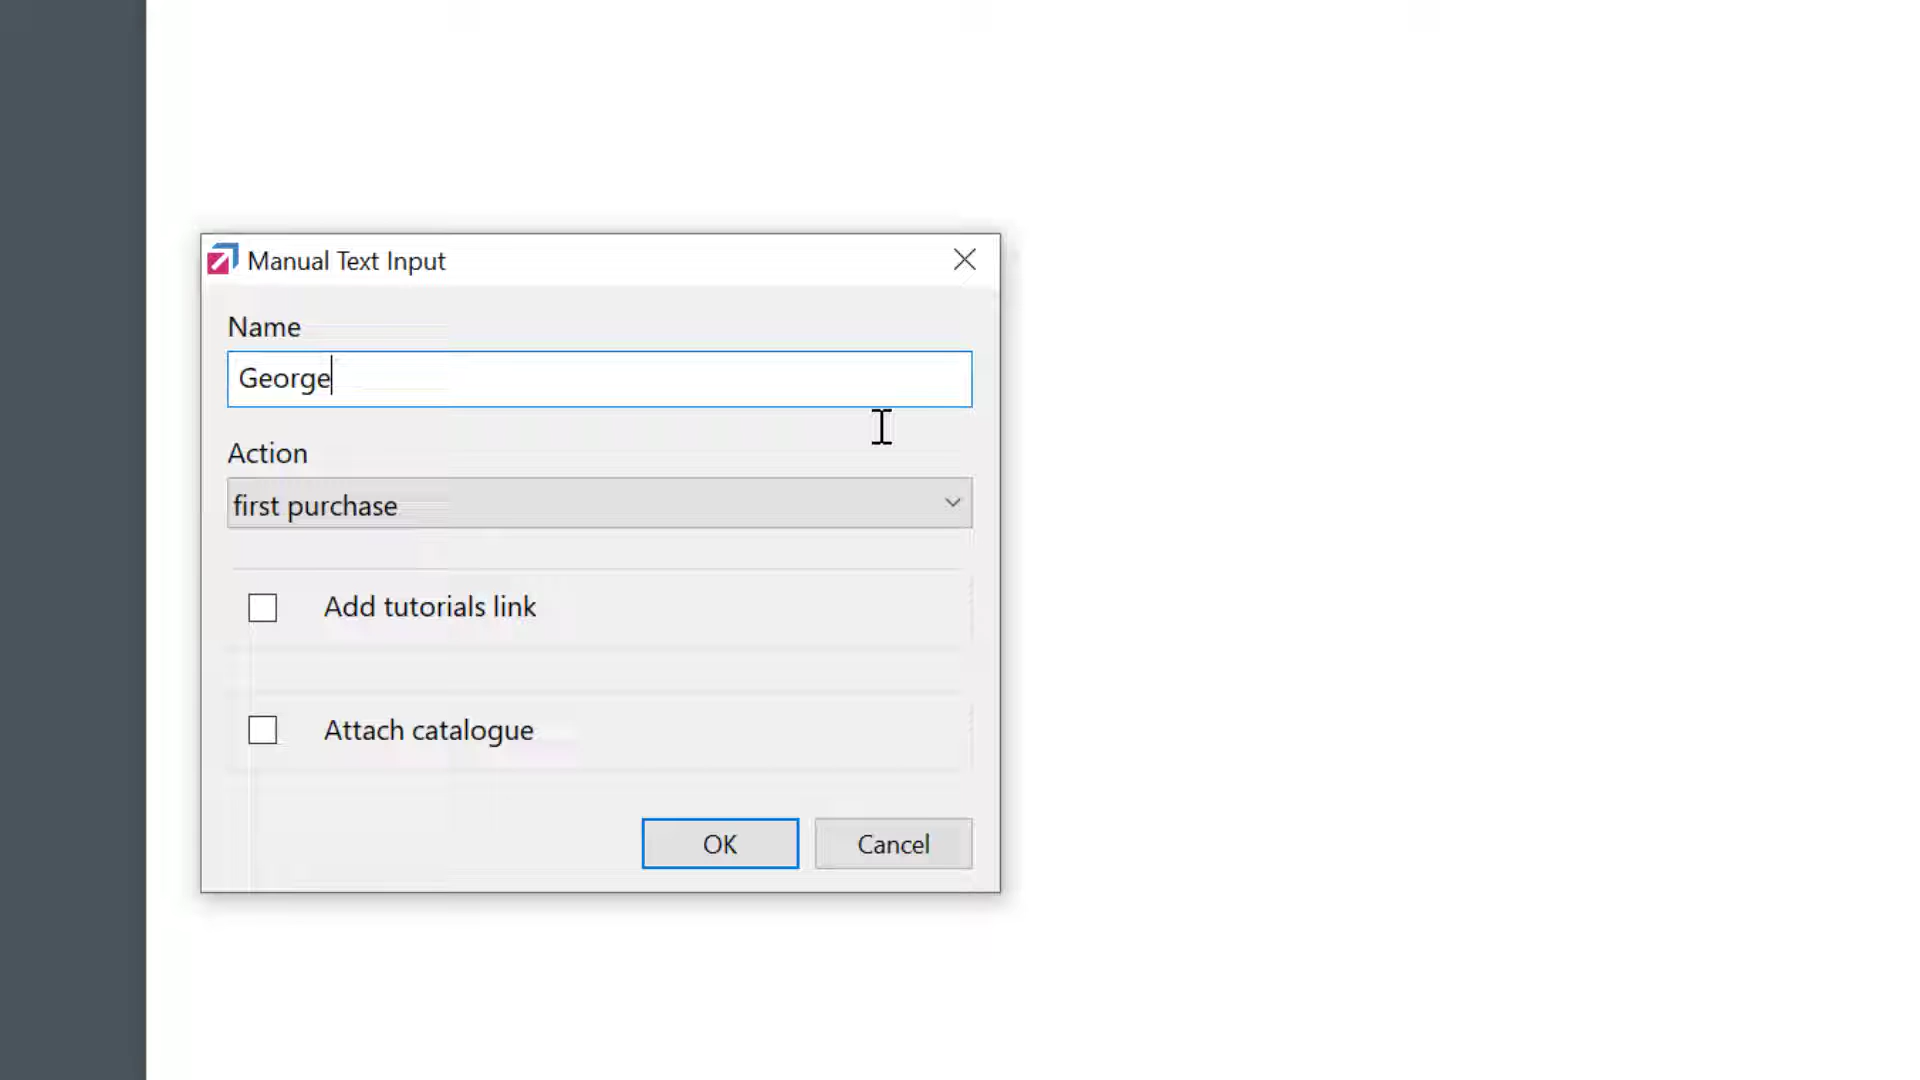 Manual Text Input
Name
George
Action
first purchase
Add tutorials link
Attach catalogue
OK
Cancel